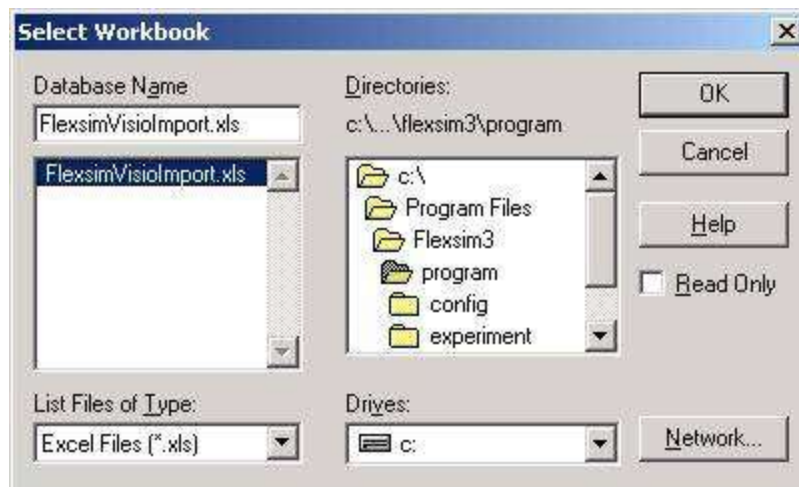 Select Workbook
Database Name
FlexsimVisioImport.xls
FlexsimVisioImport.xls
List Files of Type:
Excel Files (*.xls)
Directories:
c:\...\flexsim3\program
c:\
Program Files
Flexsim3
program
config
experiment
Drives:
c:
OK
Cancel
Help
Read Only
Network...